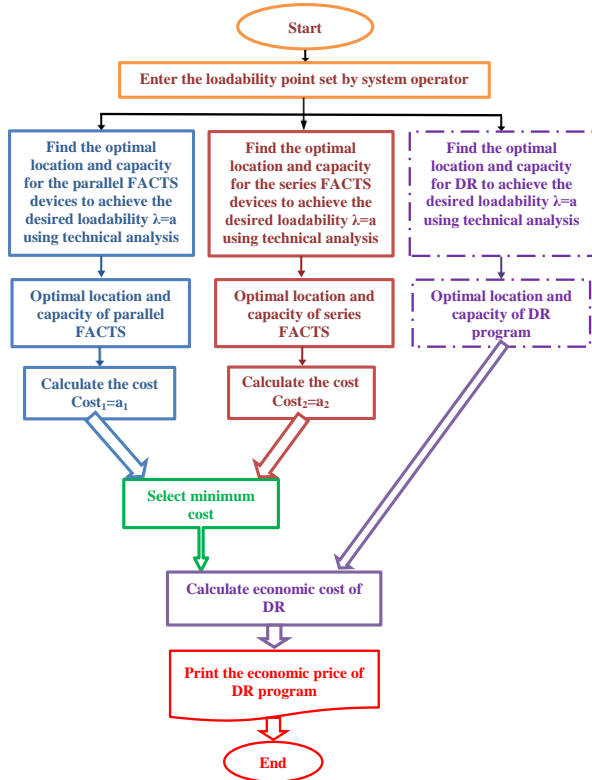 Start
Enter the loadability point set by system operator
Find the optimal
location and capacity
for the parallel FACTS
devices to achieve the
desired loadability λ=a
using technical analysis
Find the optimal
location and capacity
for the series FACTS
devices to achieve the
desired loadability λ=a
using technical analysis
Find the optimal
location and capacity
for DR to achieve the
desired loadability λ=a
using technical analysis
Optimal location and
capacity of parallel
FACTS
Optimal location and
capacity of series
FACTS
Optimal location and
capacity of DR
program
Calculate the cost
Cost₁=a₁
Calculate the cost
Cost₂=a₂
Select minimum
cost
Calculate economic cost of
DR
Print the economic price of
DR program
End